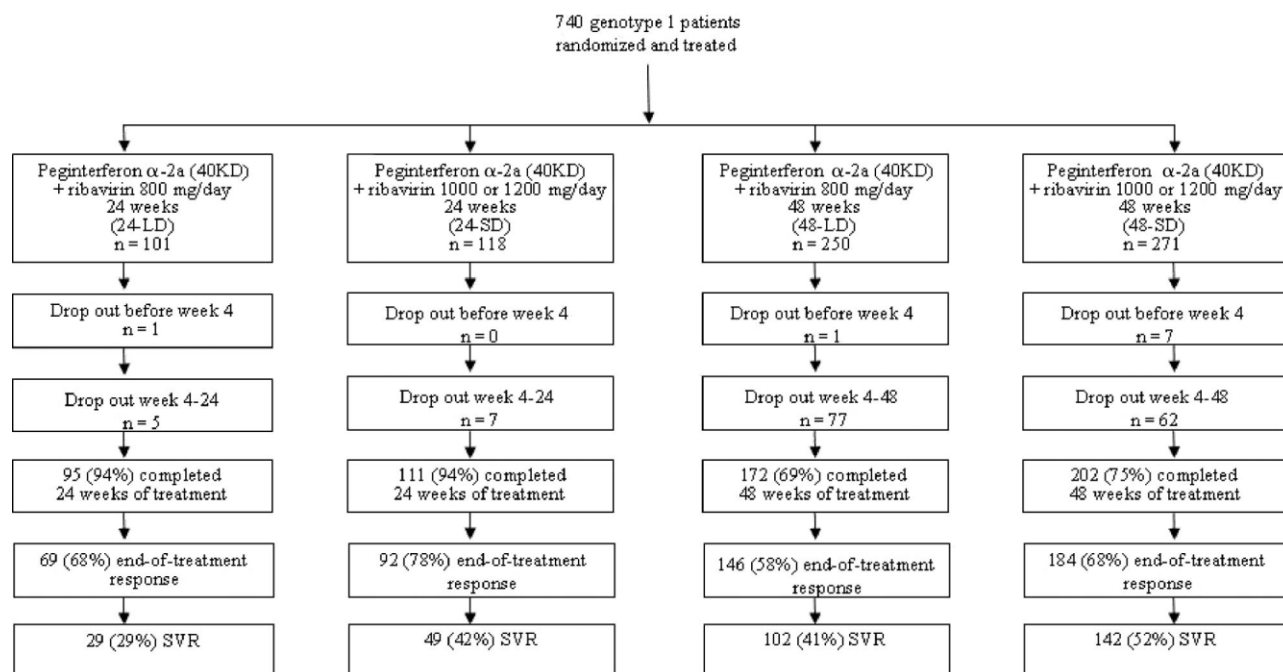 740 genotype 1 patients
randomized and treated
Peginterferon α-2a (40KD)
+ ribavirin 800 mg/day
24 weeks
(24-LD)
n = 101
Drop out before week 4
n = 1
Drop out week 4-24
n = 5
95 (94%) completed
24 weeks of treatment
69 (68%) end-of-treatment
response
29 (29%) SVR
Peginterferon α-2a (40KD)
+ ribavirin 1000 or 1200 mg/day
24 weeks
(24-SD)
n = 118
Drop out before week 4
n = 0
Drop out week 4-24
n = 7
111 (94%) completed
24 weeks of treatment
92 (78%) end-of-treatment
response
49 (42%) SVR
Peginterferon α-2a (40KD)
+ ribavirin 800 mg/day
48 weeks
(48-LD)
n = 250
Drop out before week 4
n = 1
Drop out week 4-48
n = 77
172 (69%) completed
48 weeks of treatment
146 (58%) end-of-treatment
response
102 (41%) SVR
Peginterferon α-2a (40KD)
+ ribavirin 1000 or 1200 mg/day
48 weeks
(48-SD)
n = 271
Drop out before week 4
n = 7
Drop out week 4-48
n = 62
202 (75%) completed
48 weeks of treatment
184 (68%) end-of-treatment
response
142 (52%) SVR